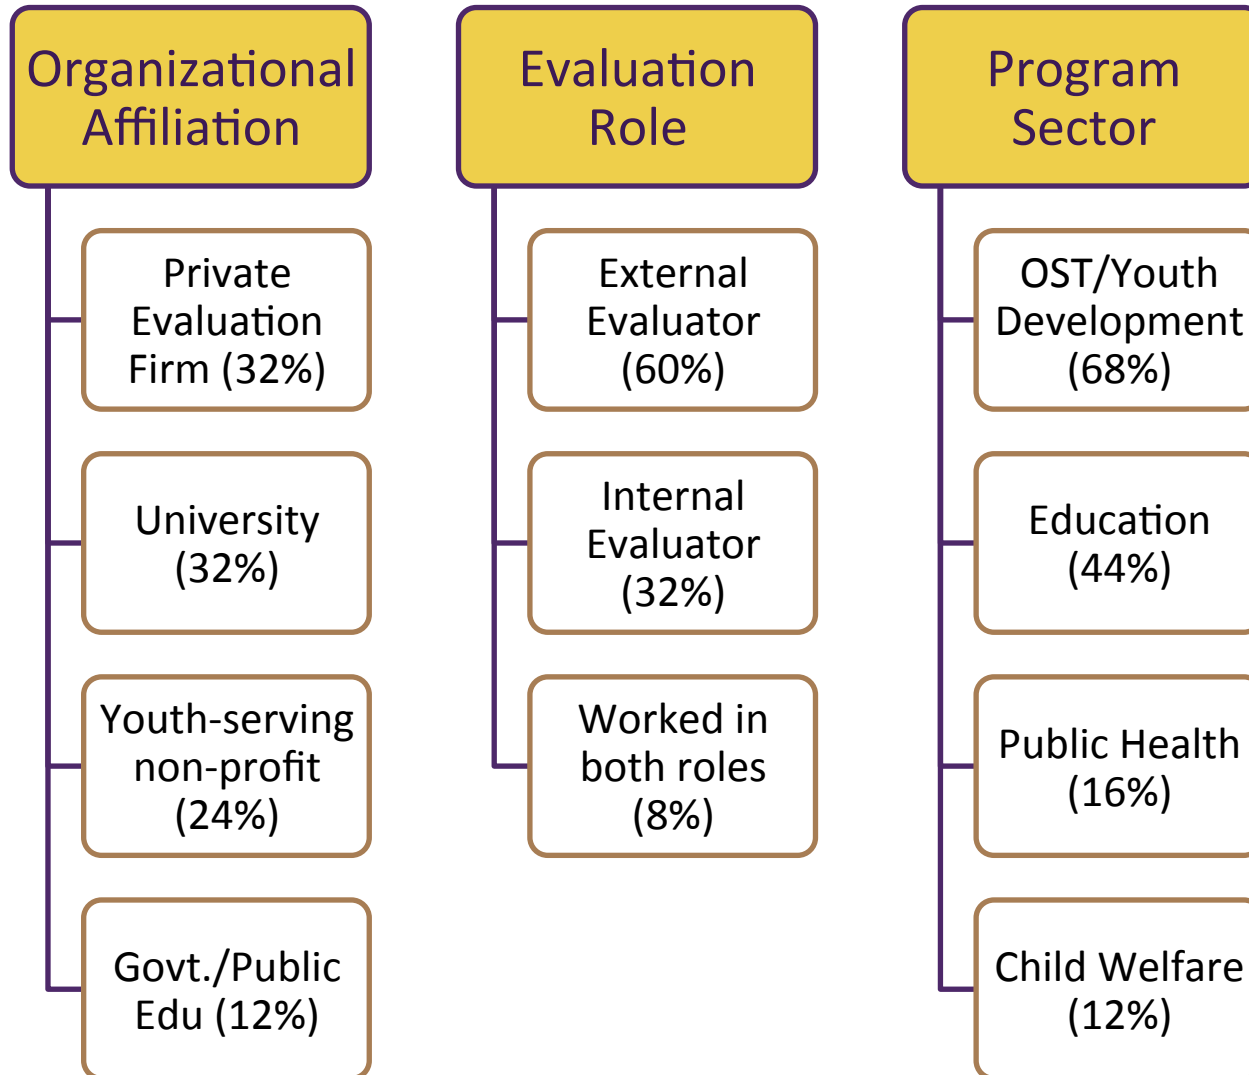 Organizational
Affiliation
Private
Evaluation
Firm (32%)
University
(32%)
Youth-serving
non-profit
(24%)
Govt./Public
Edu (12%)
Evaluation
Role
External
Evaluator
(60%)
Internal
Evaluator
(32%)
Worked in
both roles
(8%)
Program
Sector
OST/Youth
Development
(68%)
Education
(44%)
Public Health
(16%)
Child Welfare
(12%)